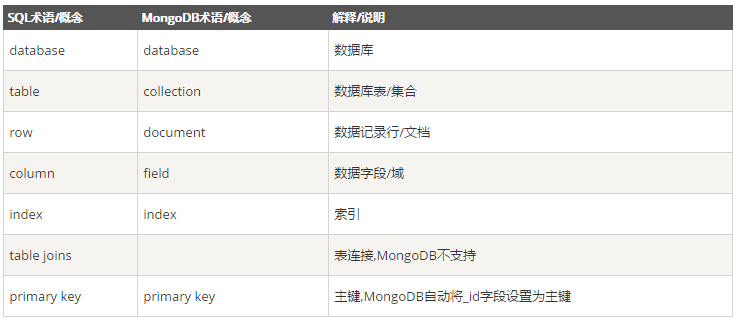 SQL术语/概念 MongoDB术语/概念 解释/说明
database database 数据库
table collection 数据库表/集合
row document 数据记录行/文档
column field 数据字段/域
index index 索引
table joins 表连接,MongoDB不支持
primary key primary key 主键,MongoDB自动将_id字段设置为主键